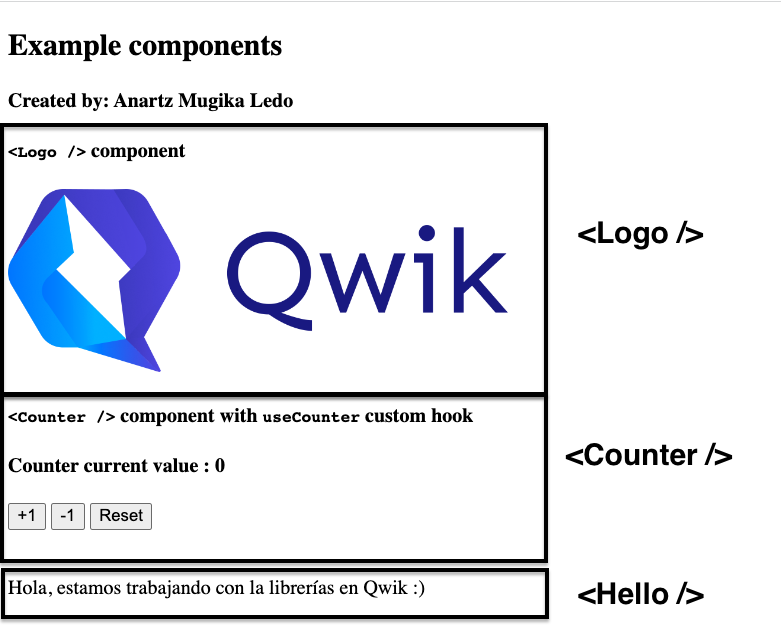 Example components
Created by: Anartz Mugika Ledo
<Logo /> component
Qwik
<Logo />
<Counter /> component with useCounter custom hook
Counter current value : 0
<Counter />
+1 -1 Reset
Hola, estamos trabajando con la librerías en Qwik :)
<Hello />